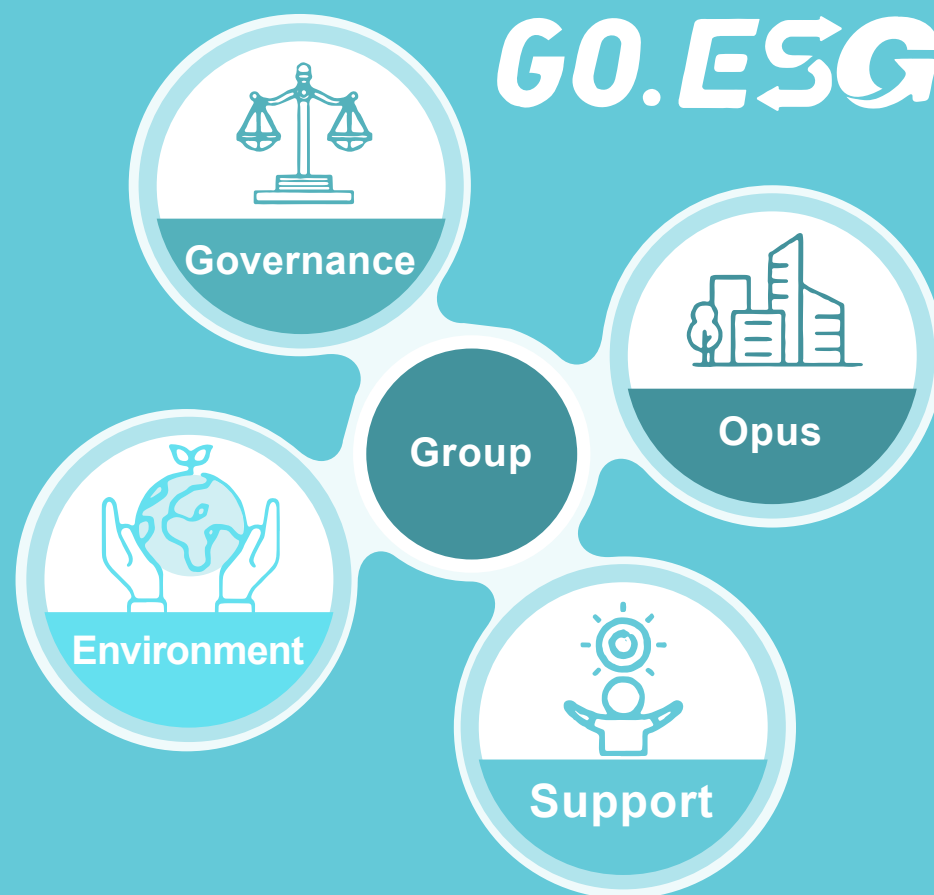 GO.ESG
Governance
Opus
Group
Environment
Support